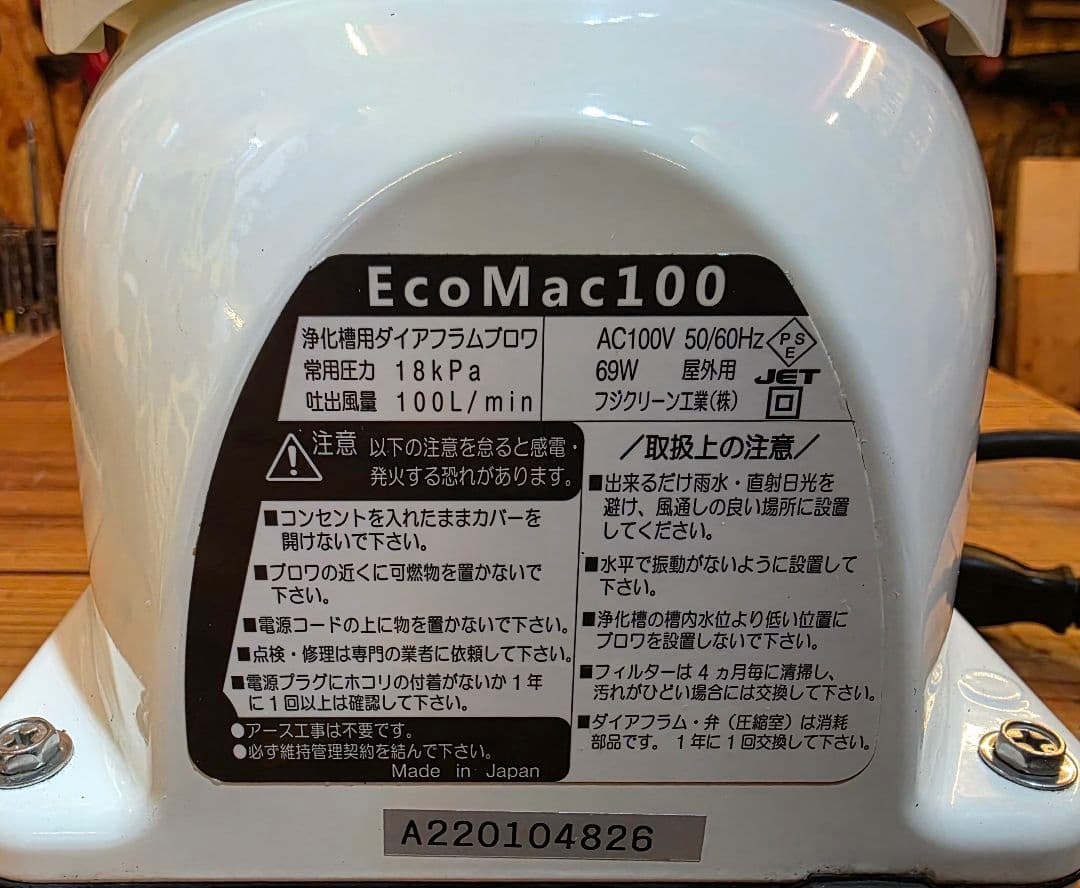 EcoMac100
浄化槽用ダイアフラムブロワ
常用圧力 18kPa
吐出風量 100L/min
AC100V 50/60Hz
PSE
69W 屋外用
JET
フジクリーン工業(株)
注意 以下の注意を怠ると感電・
発火する恐れがあります。
■コンセントを入れたままカバーを
開けないで下さい。
■ブロワの近くに可燃物を置かないで
下さい。
■電源コードの上に物を置かないで下さい。
■点検・修理は専門の業者に依頼して下さい。
■電源プラグにホコリの付着がないか1年
に1回以上は確認して下さい。
●アース工事は不要です。
●必ず維持管理契約を結んで下さい。
Made in Japan
/取扱上の注意/
■出来るだけ雨水・直射日光を
避け、風通しの良い場所に設置
してください。
■水平で振動がないように設置して
下さい。
■浄化槽の槽内水位より低い位置に
ブロワを設置しないで下さい。
■フィルターは4ヵ月毎に清掃し、
汚れがひどい場合には交換して下さい。
■ダイアフラム・弁(圧縮室)は消耗
部品です。1年に1回交換して下さい。
A220104826